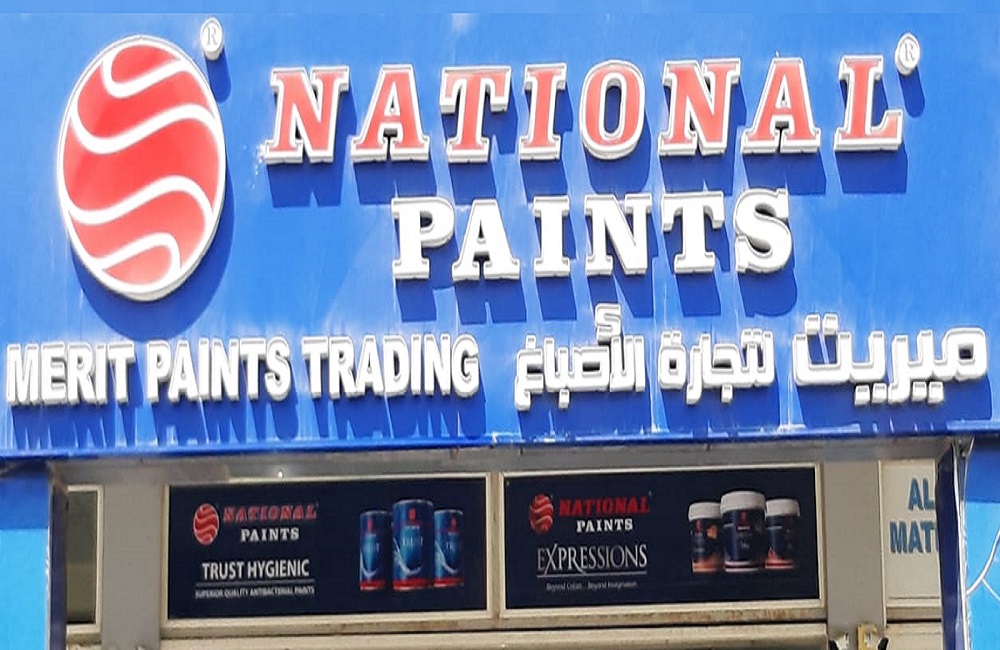 NATIONAL®
PAINTS
MERIT PAINTS TRADING
ميريت لتجارة الأصباغ
NATIONAL
PAINTS
TRUST HYGIENIC
SUPERIOR QUALITY ANTIBACTERIAL PAINTS
NATIONAL
PAINTS
EXPRESSIONS
Beyond Colors... Beyond Imagination.
AL
MAT